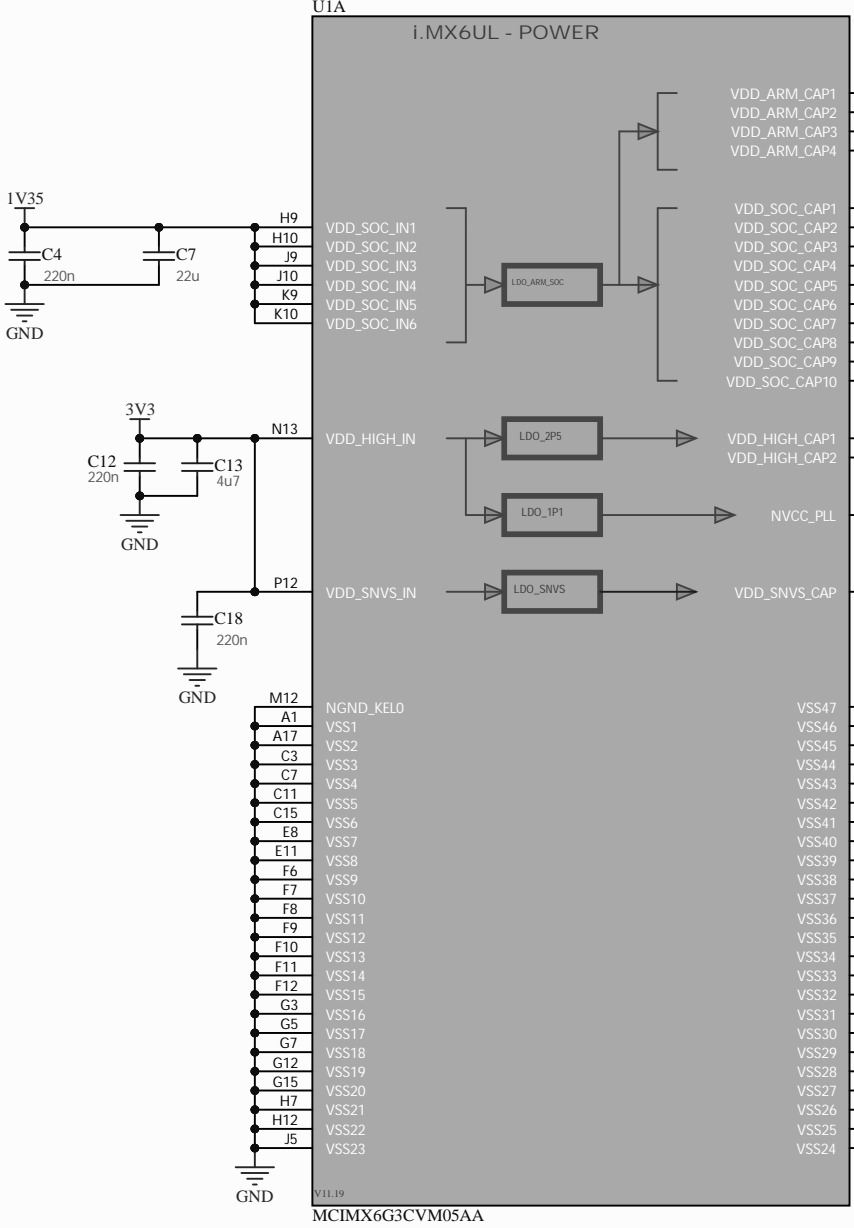 U1A
i.MX6UL - POWER
VDD_ARM_CAP1
VDD_ARM_CAP2
VDD_ARM_CAP3
VDD_ARM_CAP4
1V35
H9 VDD_SOC_IN1 VDD_SOC_CAP1
H10 VDD_SOC_IN2 VDD_SOC_CAP2
J9 VDD_SOC_IN3 VDD_SOC_CAP3
J10 VDD_SOC_IN4 VDD_SOC_CAP4
K9 VDD_SOC_IN5 VDD_SOC_CAP5
K10 VDD_SOC_IN6 VDD_SOC_CAP6
VDD_SOC_CAP7
VDD_SOC_CAP8
VDD_SOC_CAP9
VDD_SOC_CAP10
C4
220n
C7
22u
GND
LDO_ARM_SOC
3V3
N13 VDD_HIGH_IN LDO_2P5 VDD_HIGH_CAP1
VDD_HIGH_CAP2
C12
220n
C13
4u7
GND
LDO_1P1 NVCC_PLL
P12 VDD_SNVS_IN LDO_SNVS VDD_SNVS_CAP
C18
220n
GND
M12 NGND_KEL0 VSS47
A1 VSS1 VSS46
A17 VSS2 VSS45
C3 VSS3 VSS44
C7 VSS4 VSS43
C11 VSS5 VSS42
C15 VSS6 VSS41
E8 VSS7 VSS40
E11 VSS8 VSS39
F6 VSS9 VSS38
F7 VSS10 VSS37
F8 VSS11 VSS36
F9 VSS12 VSS35
F10 VSS13 VSS34
F11 VSS14 VSS33
F12 VSS15 VSS32
G3 VSS16 VSS31
G5 VSS17 VSS30
G7 VSS18 VSS29
G12 VSS19 VSS28
G15 VSS20 VSS27
H7 VSS21 VSS26
H12 VSS22 VSS25
J5 VSS23 VSS24
GND
V11.19
MCIMX6G3CVM05AA